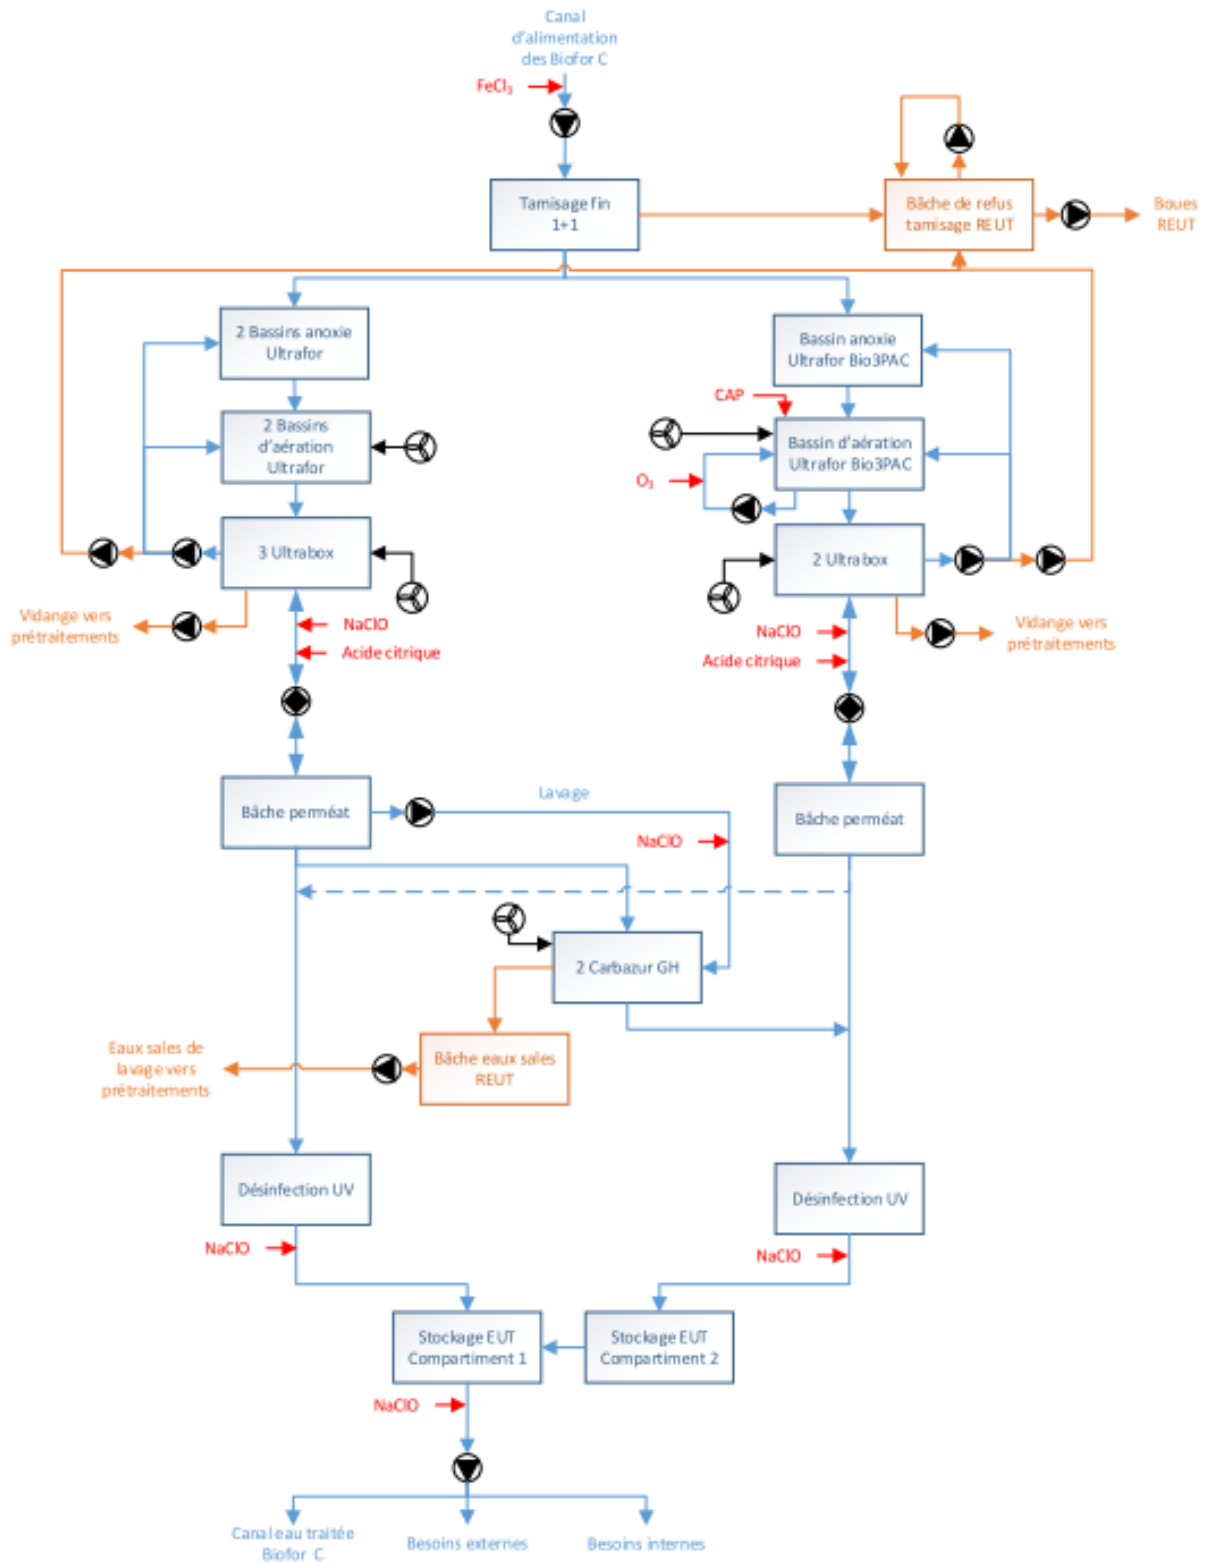 Canal
d'alimentation
des Biofor C
FeCl₃
Tamisage fin
1+1
Bâche de refus
tamisage REUT
Boues
REUT
2 Bassins anoxie
Ultrafor
Bassin anoxie
Ultrafor Bio3PAC
CAP
2 Bassins
d'aération
Ultrafor
Bassin d'aération
Ultrafor Bio3PAC
O₃
3 Ultrabox
2 Ultrabox
Vidange vers
prétraitements
NaClO
Acide citrique
NaClO
Acide citrique
Vidange vers
prétraitements
Bâche perméat
Lavage
NaClO
Bâche perméat
2 Carbazur GH
Eaux sales de
lavage vers
prétraitements
Bâche eaux sales
REUT
Désinfection UV
Désinfection UV
NaClO
NaClO
Stockage EUT
Compartiment 1
Stockage EUT
Compartiment 2
NaClO
Canal eau traitée
Biofor C
Besoins externes
Besoins internes